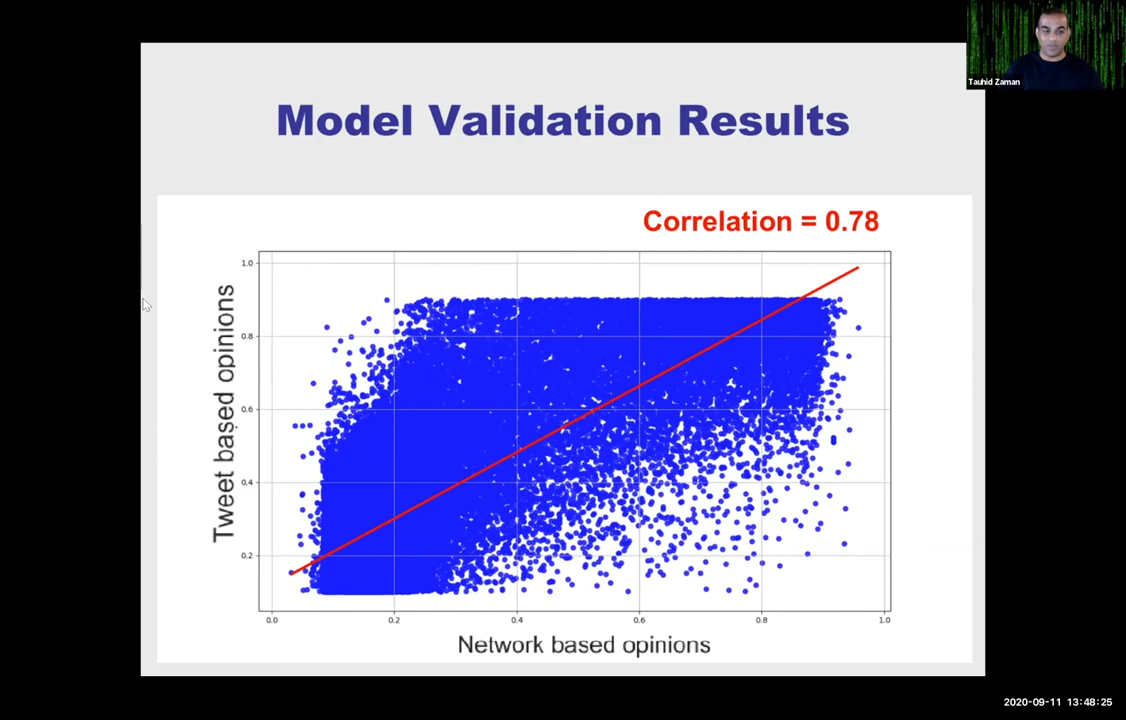 Tauhid Zaman
Model Validation Results
Correlation = 0.78
Tweet based opinions
1.0
0.8
0.6
0.4
0.2
0.0 0.2 0.4 0.6 0.8 1.0
Network based opinions
2020-09-11 13:48:25